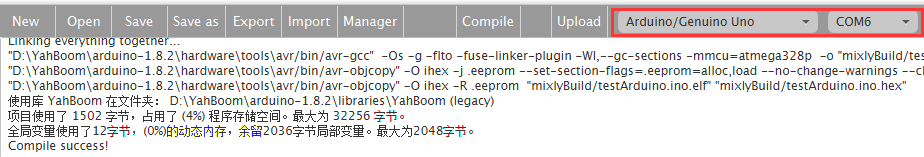 New Open Save Save as Export Import Manager Compile Upload Arduino/Genuino Uno COM6
Linking everything together...
"D:\YahBoom\arduino-1.8.2\hardware\tools\avr/bin/avr-gcc" -Os -g -flto -fuse-linker-plugin -Wl,--gc-sections -mmcu=atmega328p -o "mixlyBuild/tes
"D:\YahBoom\arduino-1.8.2\hardware\tools\avr/bin/avr-objcopy" -O ihex -j .eeprom --set-section-flags=.eeprom=alloc,load --no-change-warnings --ch
"D:\YahBoom\arduino-1.8.2\hardware\tools\avr/bin/avr-objcopy" -O ihex -R .eeprom "mixlyBuild/testArduino.ino.elf" "mixlyBuild/testArduino.ino.hex"
使用库 YahBoom 在文件夹： D:\YahBoom\arduino-1.8.2\libraries\YahBoom (legacy)
项目使用了 1502 字节，占用了 (4%) 程序存储空间。最大为 32256 字节。
全局变量使用了12字节，(0%)的动态内存，余留2036字节局部变量。最大为2048字节。
Compile success!